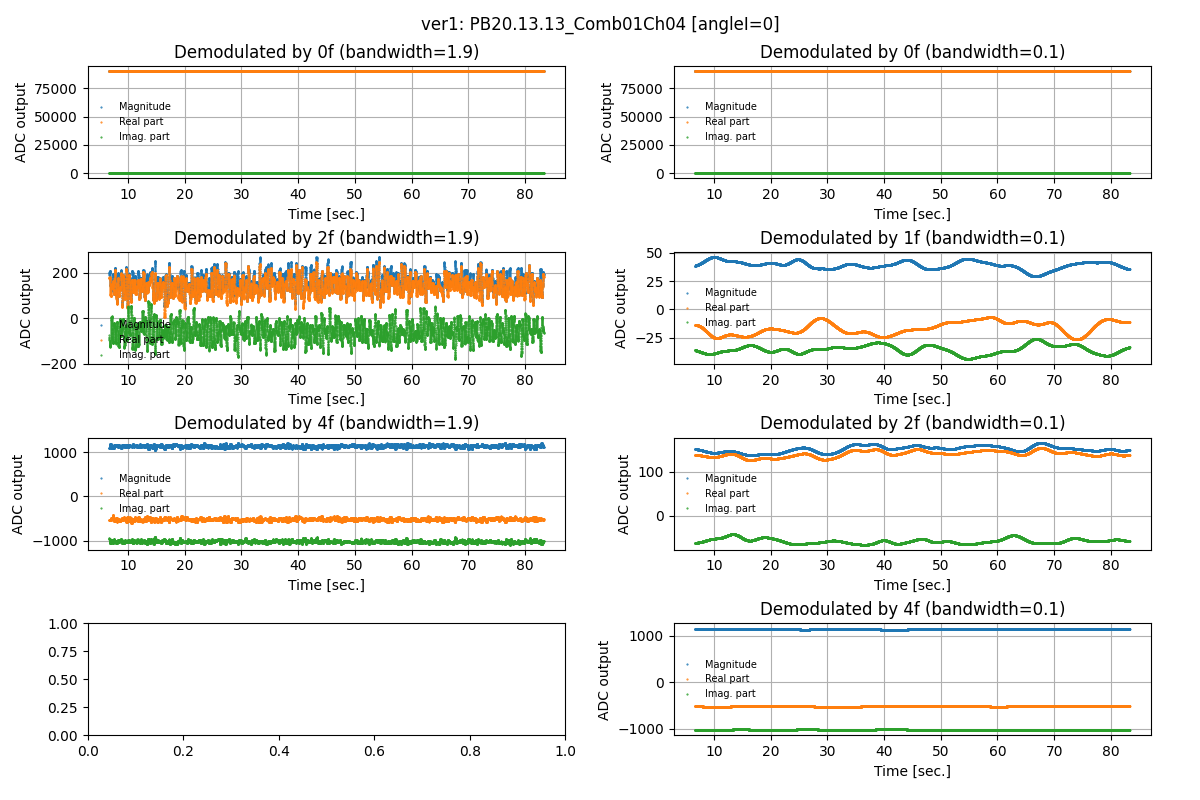 ver1: PB20.13.13_Comb01Ch04 [angleI=0]
Demodulated by 0f (bandwidth=1.9)
ADC output
75000
50000
25000
0
Magnitude
Real part
Imag. part
10 20 30 40 50 60 70 80
Time [sec.]
Demodulated by 0f (bandwidth=0.1)
ADC output
75000
50000
25000
0
Magnitude
Real part
Imag. part
10 20 30 40 50 60 70 80
Time [sec.]
Demodulated by 2f (bandwidth=1.9)
ADC output
200
0
−200
Magnitude
Real part
Imag. part
10 20 30 40 50 60 70 80
Time [sec.]
Demodulated by 1f (bandwidth=0.1)
ADC output
50
25
0
−25
Magnitude
Real part
Imag. part
10 20 30 40 50 60 70 80
Time [sec.]
Demodulated by 4f (bandwidth=1.9)
ADC output
1000
0
−1000
Magnitude
Real part
Imag. part
10 20 30 40 50 60 70 80
Time [sec.]
Demodulated by 2f (bandwidth=0.1)
ADC output
100
0
Magnitude
Real part
Imag. part
10 20 30 40 50 60 70 80
Time [sec.]
1.00
0.75
0.50
0.25
0.00
0.0 0.2 0.4 0.6 0.8 1.0
Demodulated by 4f (bandwidth=0.1)
ADC output
1000
0
−1000
Magnitude
Real part
Imag. part
10 20 30 40 50 60 70 80
Time [sec.]